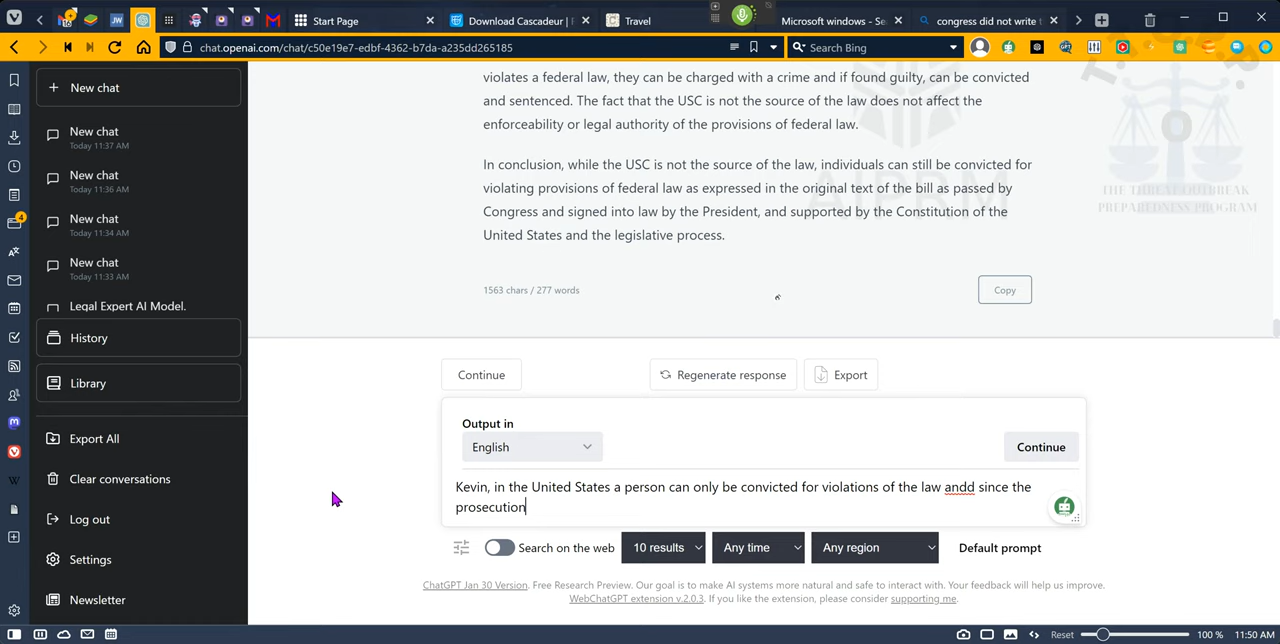 Start Page
Download Cascadeur |
Travel
Microsoft windows - Se
congress did not write t
chat.openai.com/chat/c50e19e7-edbf-4362-b7da-a235dd265185
Search Bing
New chat
New chat
Today 11:37 AM
New chat
Today 11:36 AM
New chat
Today 11:34 AM
New chat
Today 11:33 AM
Legal Expert AI Model.
History
Library
Export All
Clear conversations
Log out
Settings
Newsletter
violates a federal law, they can be charged with a crime and if found guilty, can be convicted
and sentenced. The fact that the USC is not the source of the law does not affect the
enforceability or legal authority of the provisions of federal law.
In conclusion, while the USC is not the source of the law, individuals can still be convicted for
violating provisions of federal law as expressed in the original text of the bill as passed by
Congress and signed into law by the President, and supported by the Constitution of the
United States and the legislative process.
1563 chars / 277 words
Copy
AIPRM
T.T.O.P.
THE THREAT OUTBREAK
PREPAREDNESS PROGRAM
Continue
Regenerate response
Export
Output in
English
Continue
Kevin, in the United States a person can only be convicted for violations of the law andd since the
prosecution
Search on the web
10 results
Any time
Any region
Default prompt
ChatGPT Jan 30 Version. Free Research Preview. Our goal is to make AI systems more natural and safe to interact with. Your feedback will help us improve.
WebChatGPT extension v.2.0.3. If you like the extension, please consider supporting me.
Reset
100 %
11:50 AM